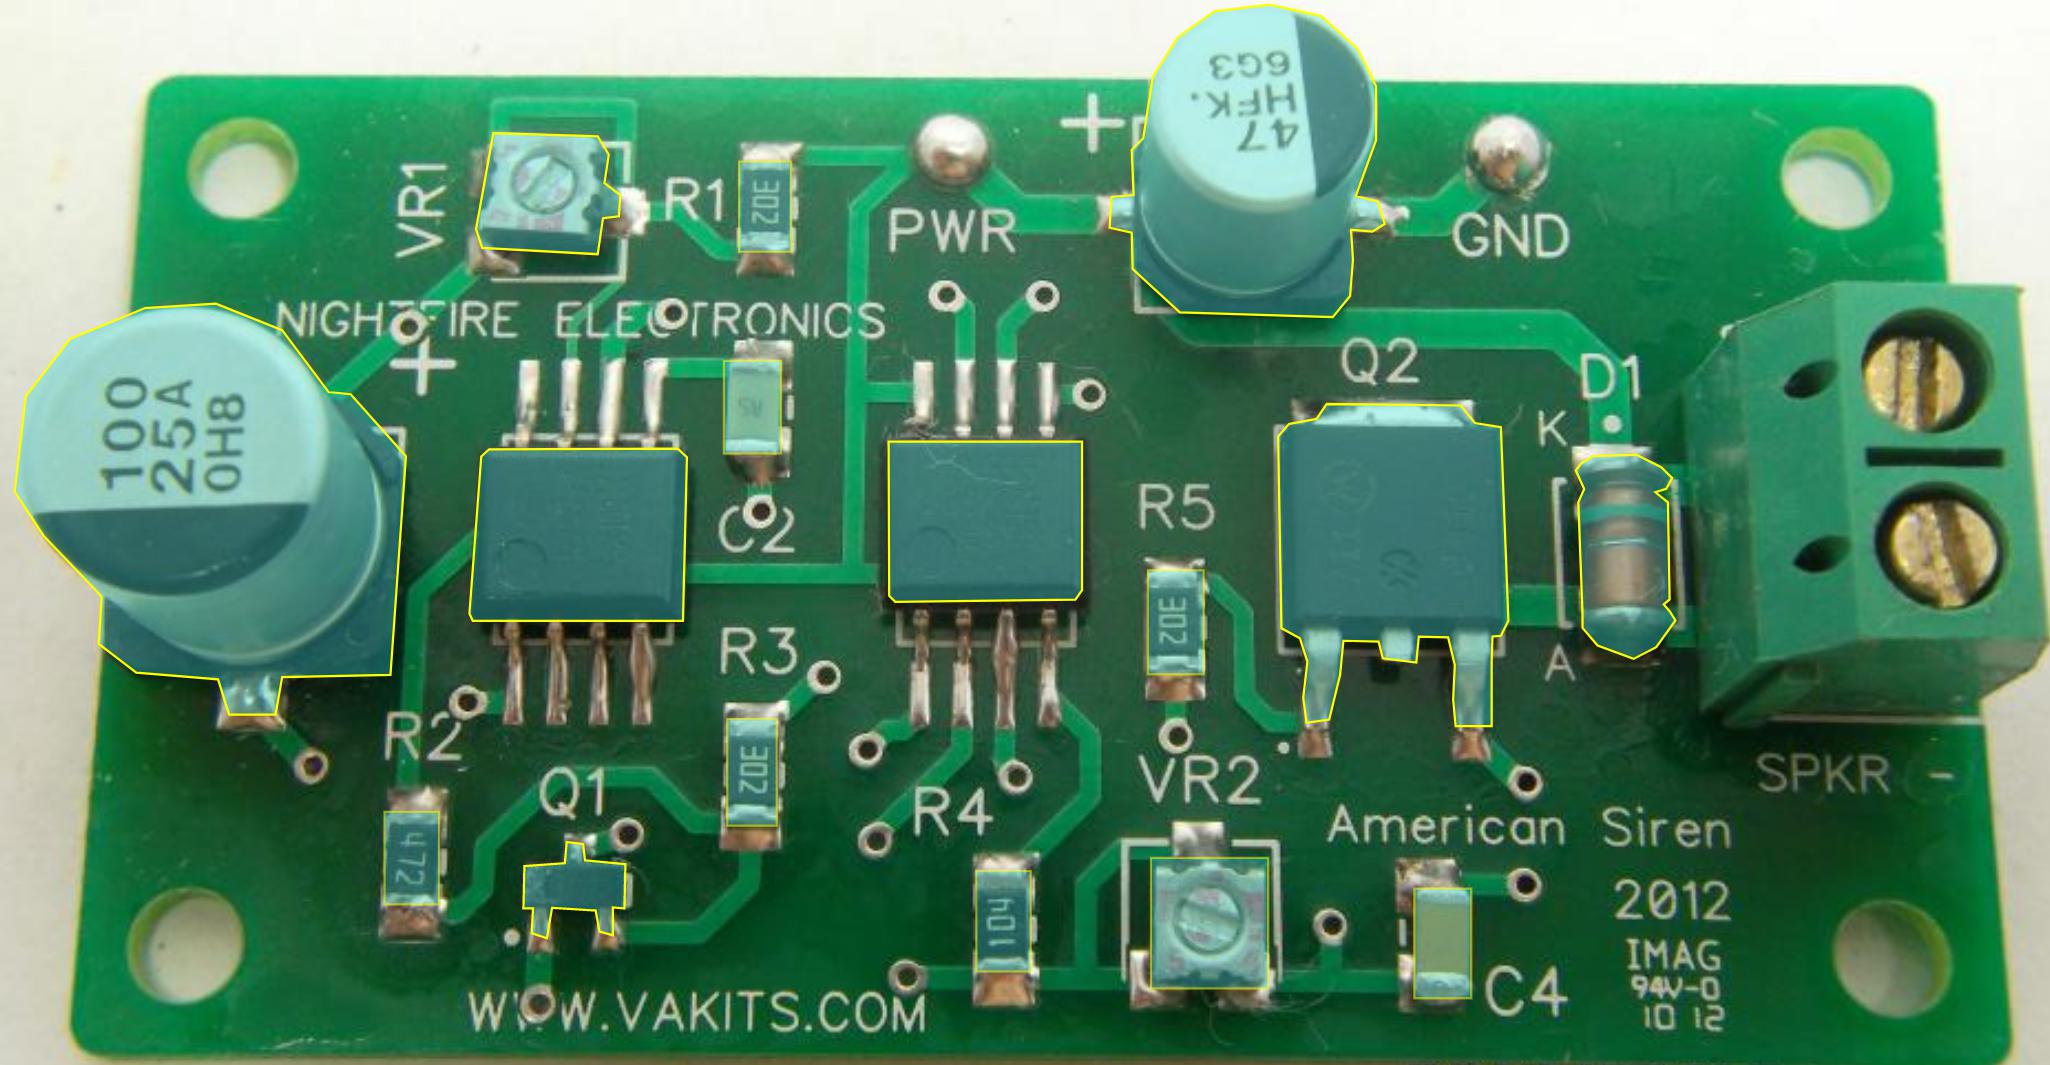 47
HFK.
6G3
VR1
R1
302
PWR
+
GND
NIGHTFIRE ELECTRONICS
+
Q2
D1
K
100
25A
0H8
C2
R5
302
A
R3
R2
302
Q1
472
R4
VR2
104
SPKR -
American Siren
2012
IMAG
94V-0
10 12
C4
WWW.VAKITS.COM